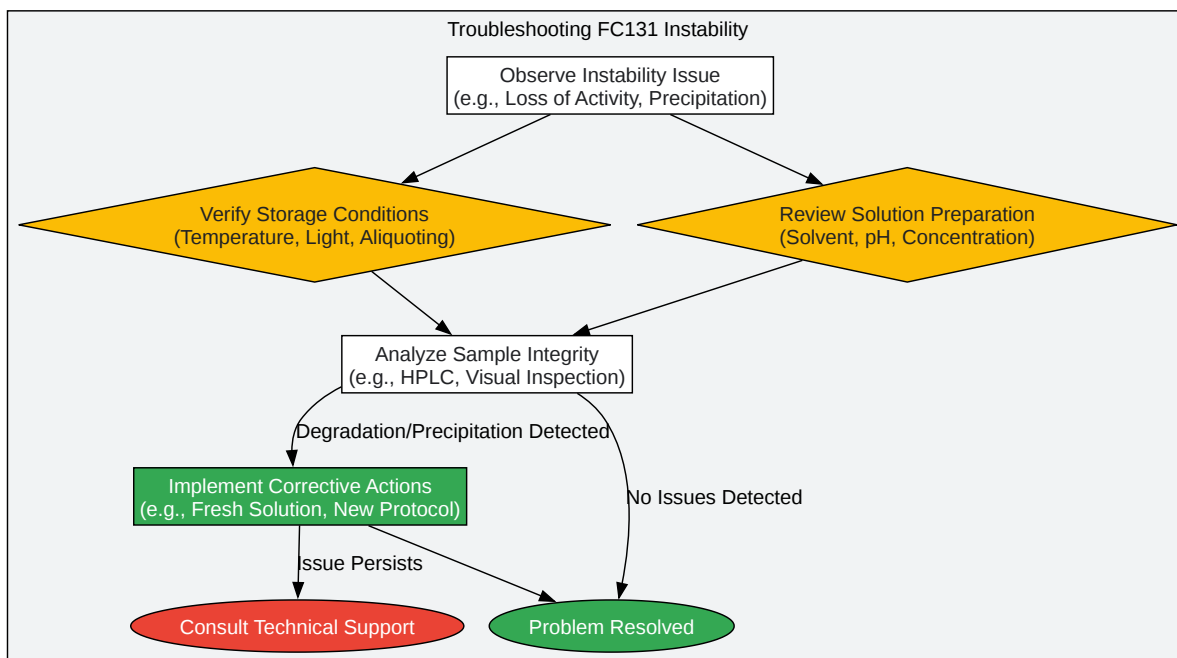 Troubleshooting FC131 Instability
Observe Instability Issue
(e.g., Loss of Activity, Precipitation)
Verify Storage Conditions
(Temperature, Light, Aliquoting)
Review Solution Preparation
(Solvent, pH, Concentration)
Analyze Sample Integrity
(e.g., HPLC, Visual Inspection)
Degradation/Precipitation Detected
Implement Corrective Actions
(e.g., Fresh Solution, New Protocol)
No Issues Detected
Issue Persists
Consult Technical Support
Problem Resolved